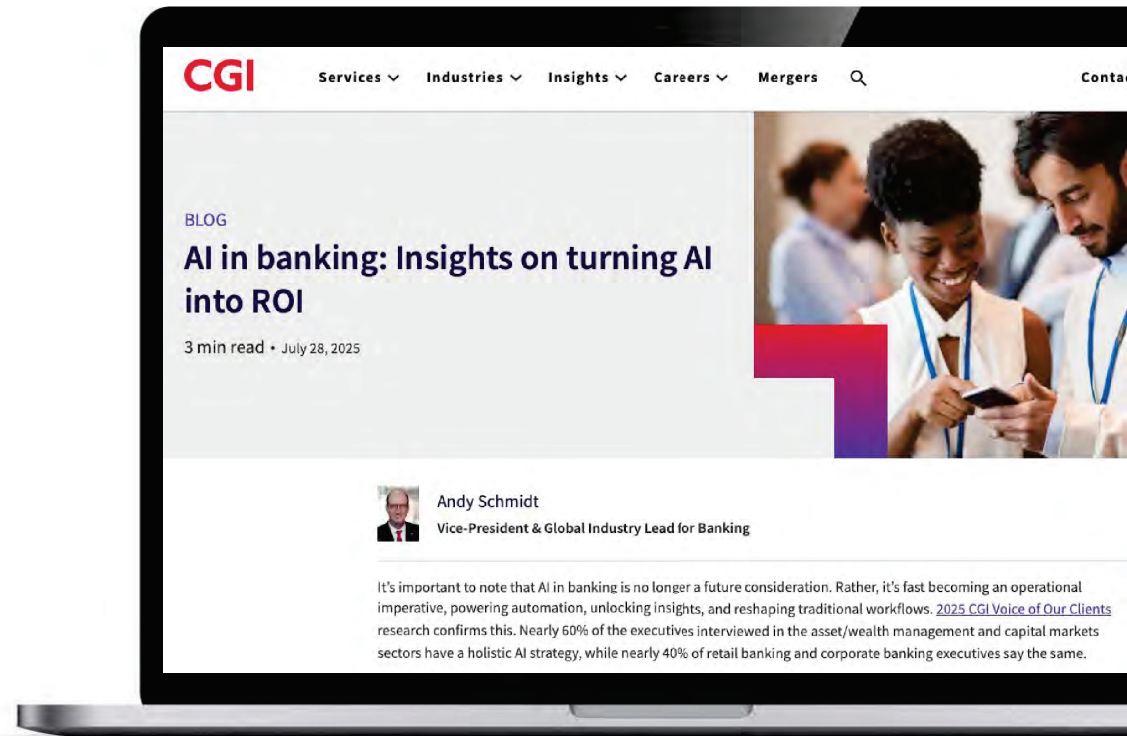 CGI
Services Industries Insights Careers Mergers
BLOG
AI in banking: Insights on turning AI
into ROI
3 min read • July 28, 2025
Andy Schmidt
Vice-President & Global Industry Lead for Banking
It's important to note that AI in banking is no longer a future consideration. Rather, it's fast becoming an operational
imperative, powering automation, unlocking insights, and reshaping traditional workflows. 2025 CGI Voice of Our Clients
research confirms this. Nearly 60% of the executives interviewed in the asset/wealth management and capital markets
sectors have a holistic AI strategy, while nearly 40% of retail banking and corporate banking executives say the same.